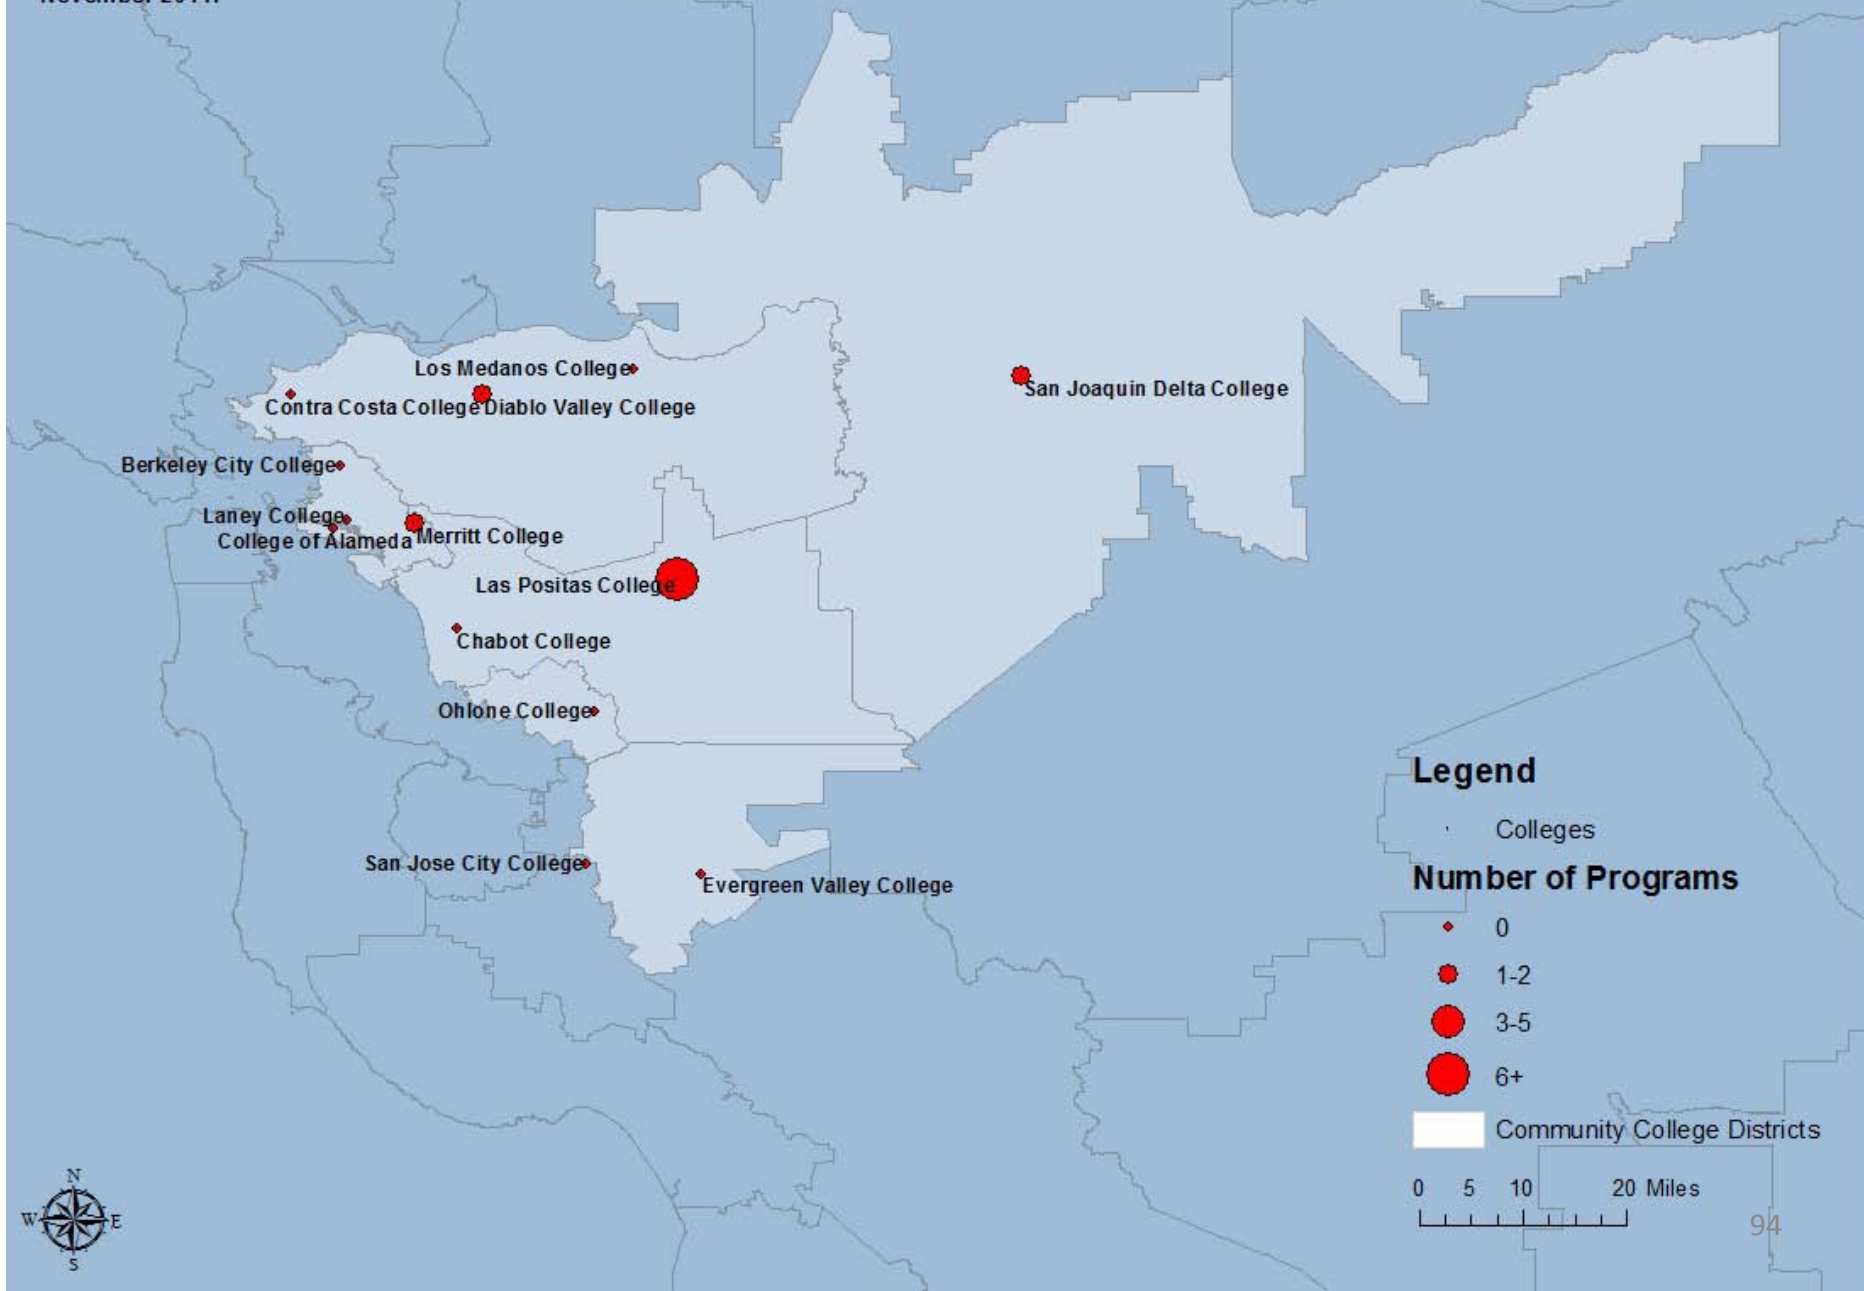 Los Medanos College
Contra Costa College Diablo Valley College
San Joaquin Delta College
Berkeley City College
Laney College
College of Alameda
Merritt College
Las Positas College
Chabot College
Ohlone College
San Jose City College
Evergreen Valley College
Legend
Colleges
Number of Programs
0
1-2
3-5
6+
Community College Districts
0 5 10 20 Miles
94
N
W E
S